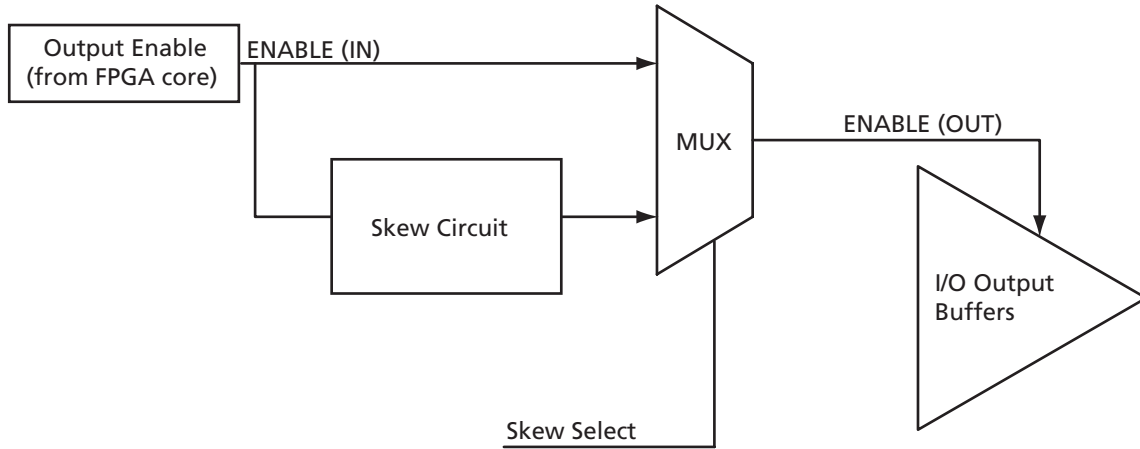 Output Enable
(from FPGA core)
ENABLE (IN)
MUX
ENABLE (OUT)
Skew Circuit
I/O Output
Buffers
Skew Select